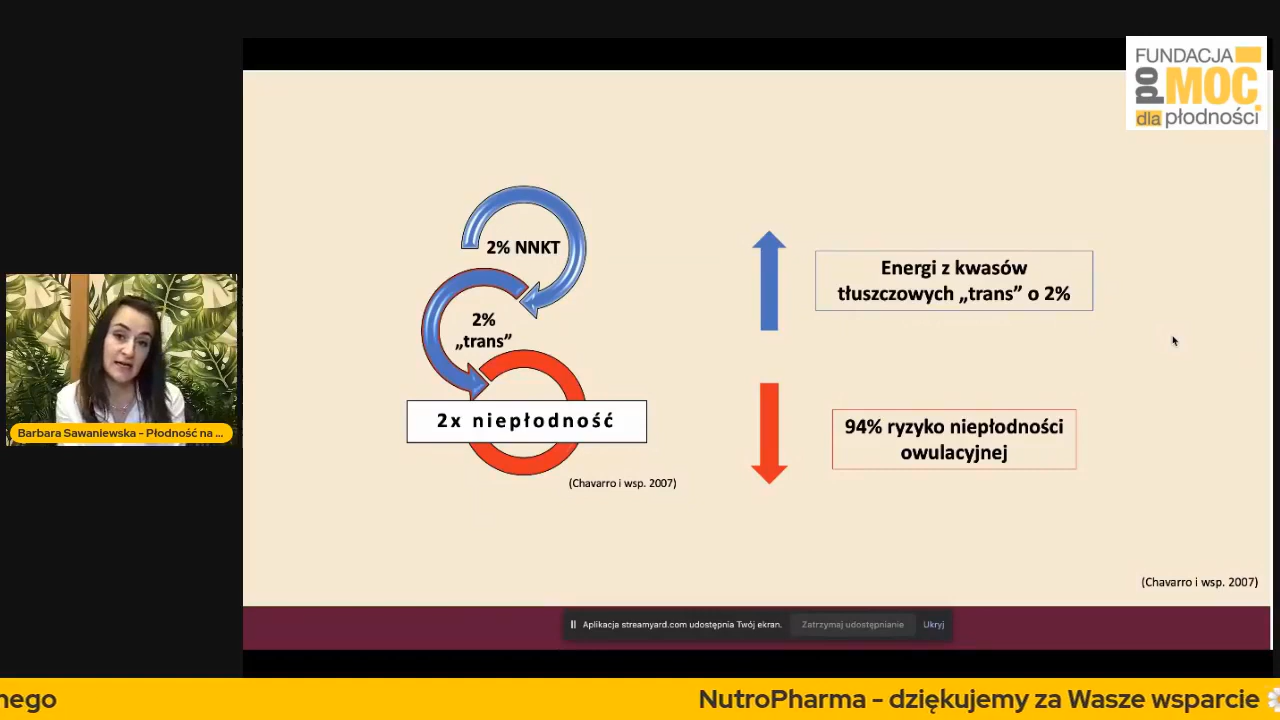 FUNDACJA
poMOC
dla płodności
2% NNKT
2%
„trans”
2x niepłodność
(Chavarro i wsp. 2007)
Energi z kwasów
tłuszczowych „trans” o 2%
94% ryzyko niepłodności
owulacyjnej
(Chavarro i wsp. 2007)
Barbara Sawaniewska - Płodność na ...
Aplikacja streamyard.com udostępnia Twój ekran. Zatrzymaj udostępnianie Ukryj
nego NutroPharma - dziękujemy za Wasze wsparcie